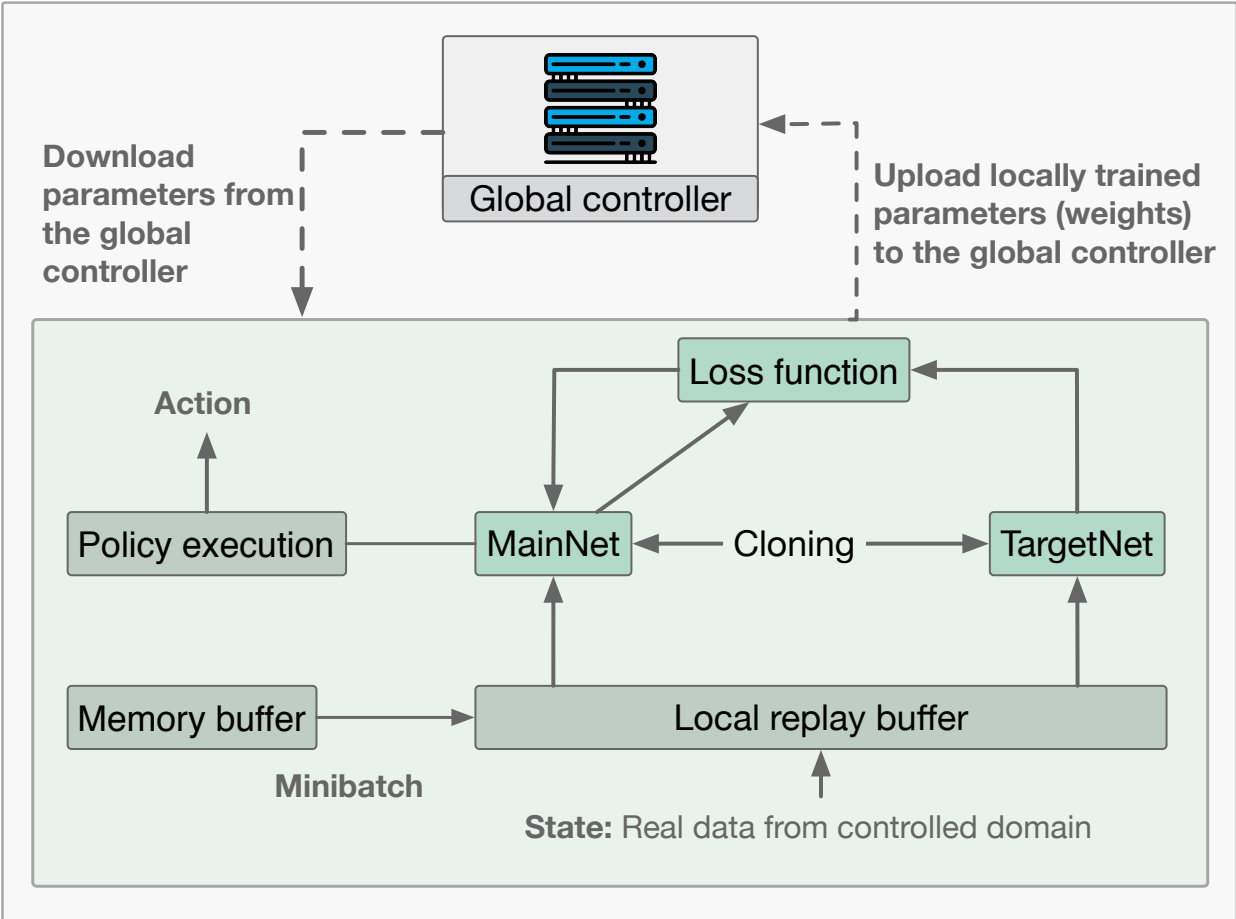 Global controller
Download
parameters from
the global
controller
Upload locally trained
parameters (weights)
to the global controller
Loss function
Action
Policy execution
MainNet
Cloning
TargetNet
Memory buffer
Local replay buffer
Minibatch
State: Real data from controlled domain